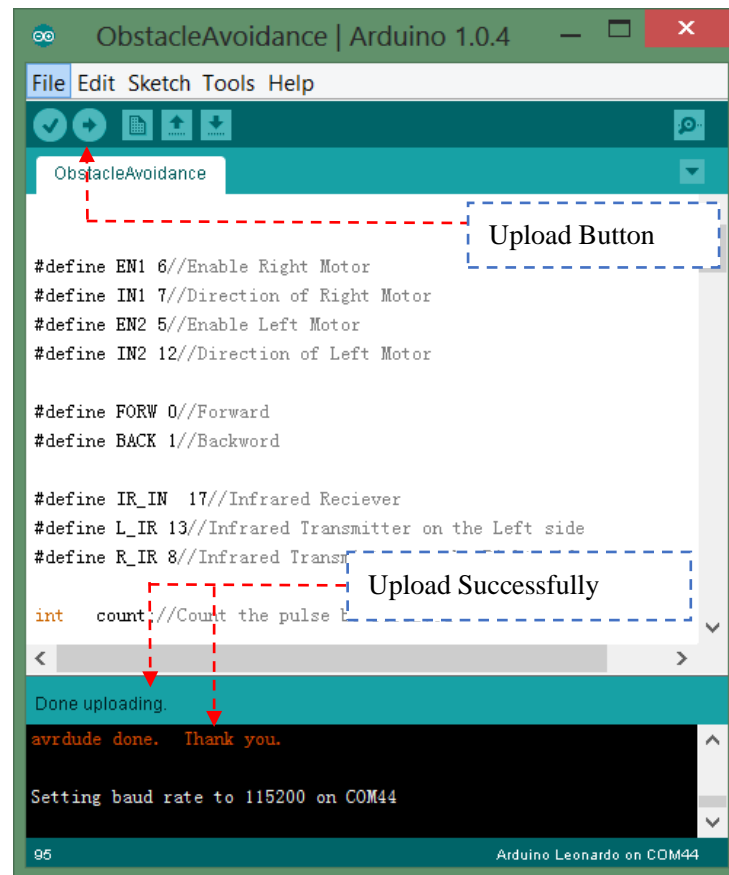 ObstacleAvoidance | Arduino 1.0.4
File Edit Sketch Tools Help
ObstacleAvoidance
Upload Button
#define EN1 6//Enable Right Motor
#define IN1 7//Direction of Right Motor
#define EN2 5//Enable Left Motor
#define IN2 12//Direction of Left Motor
#define FORW 0//Forward
#define BACK 1//Backword
#define IR_IN  17//Infrared Reciever
#define L_IR 13//Infrared Transmitter on the Left side
#define R_IR 8//Infrared
Upload Successfully
int   count;//Count the pulse
Done uploading.
avrdude done.  Thank you.
Setting baud rate to 115200 on COM44
95
Arduino Leonardo on COM44